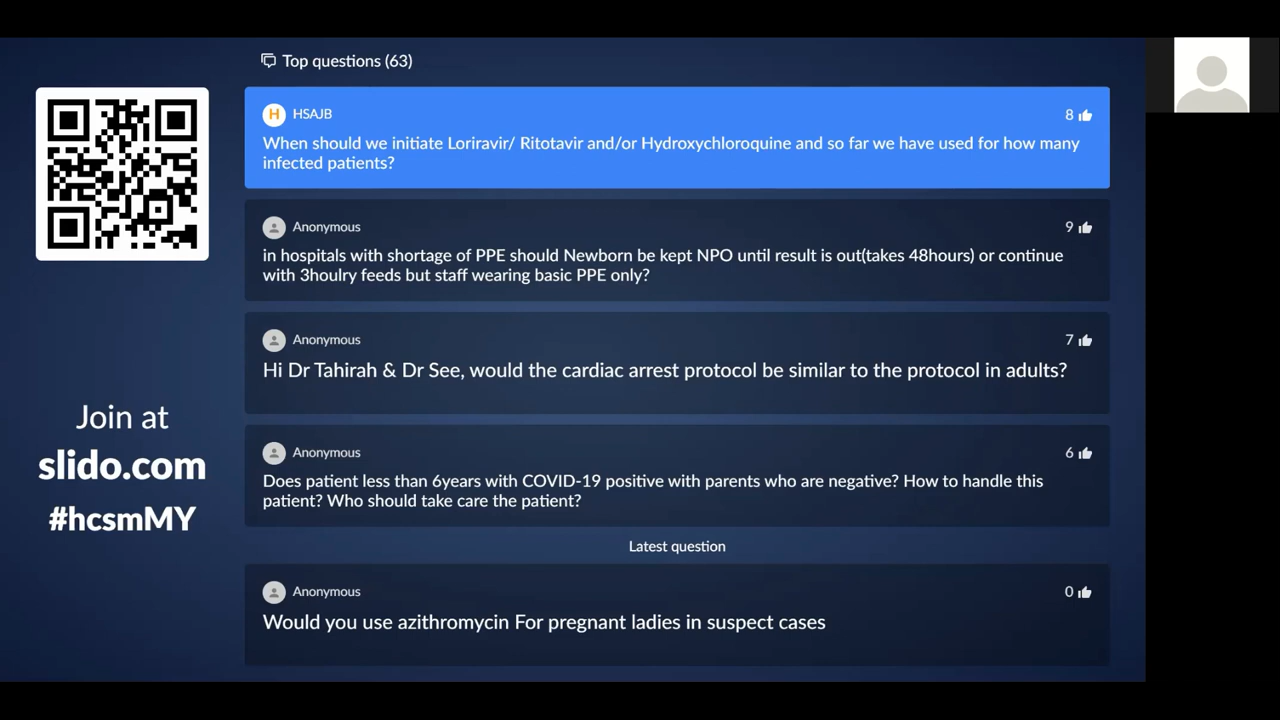 Top questions (63)
H HSAJB 8
When should we initiate Loriravir/ Ritotavir and/or Hydroxychloroquine and so far we have used for how many
infected patients?
Anonymous 9
in hospitals with shortage of PPE should Newborn be kept NPO until result is out(takes 48hours) or continue
with 3houlry feeds but staff wearing basic PPE only?
Anonymous 7
Hi Dr Tahirah & Dr See, would the cardiac arrest protocol be similar to the protocol in adults?
Anonymous 6
Does patient less than 6years with COVID-19 positive with parents who are negative? How to handle this
patient? Who should take care the patient?
Latest question
Anonymous 0
Would you use azithromycin For pregnant ladies in suspect cases
Join at
slido.com
#hcsmMY